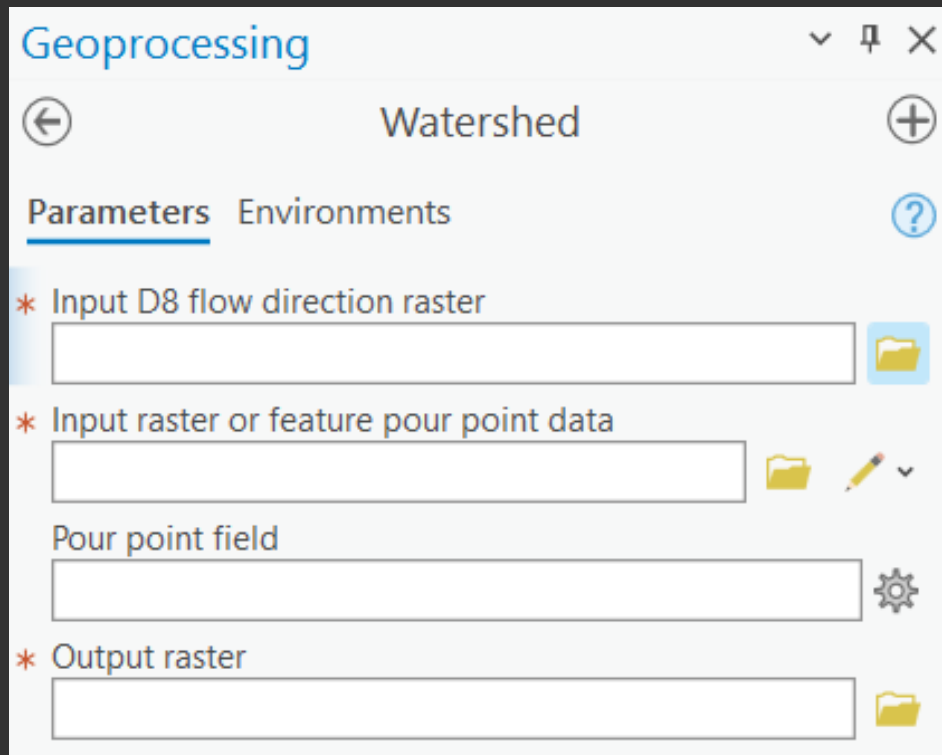 Geoprocessing
Watershed
Parameters Environments
* Input D8 flow direction raster
* Input raster or feature pour point data
Pour point field
* Output raster